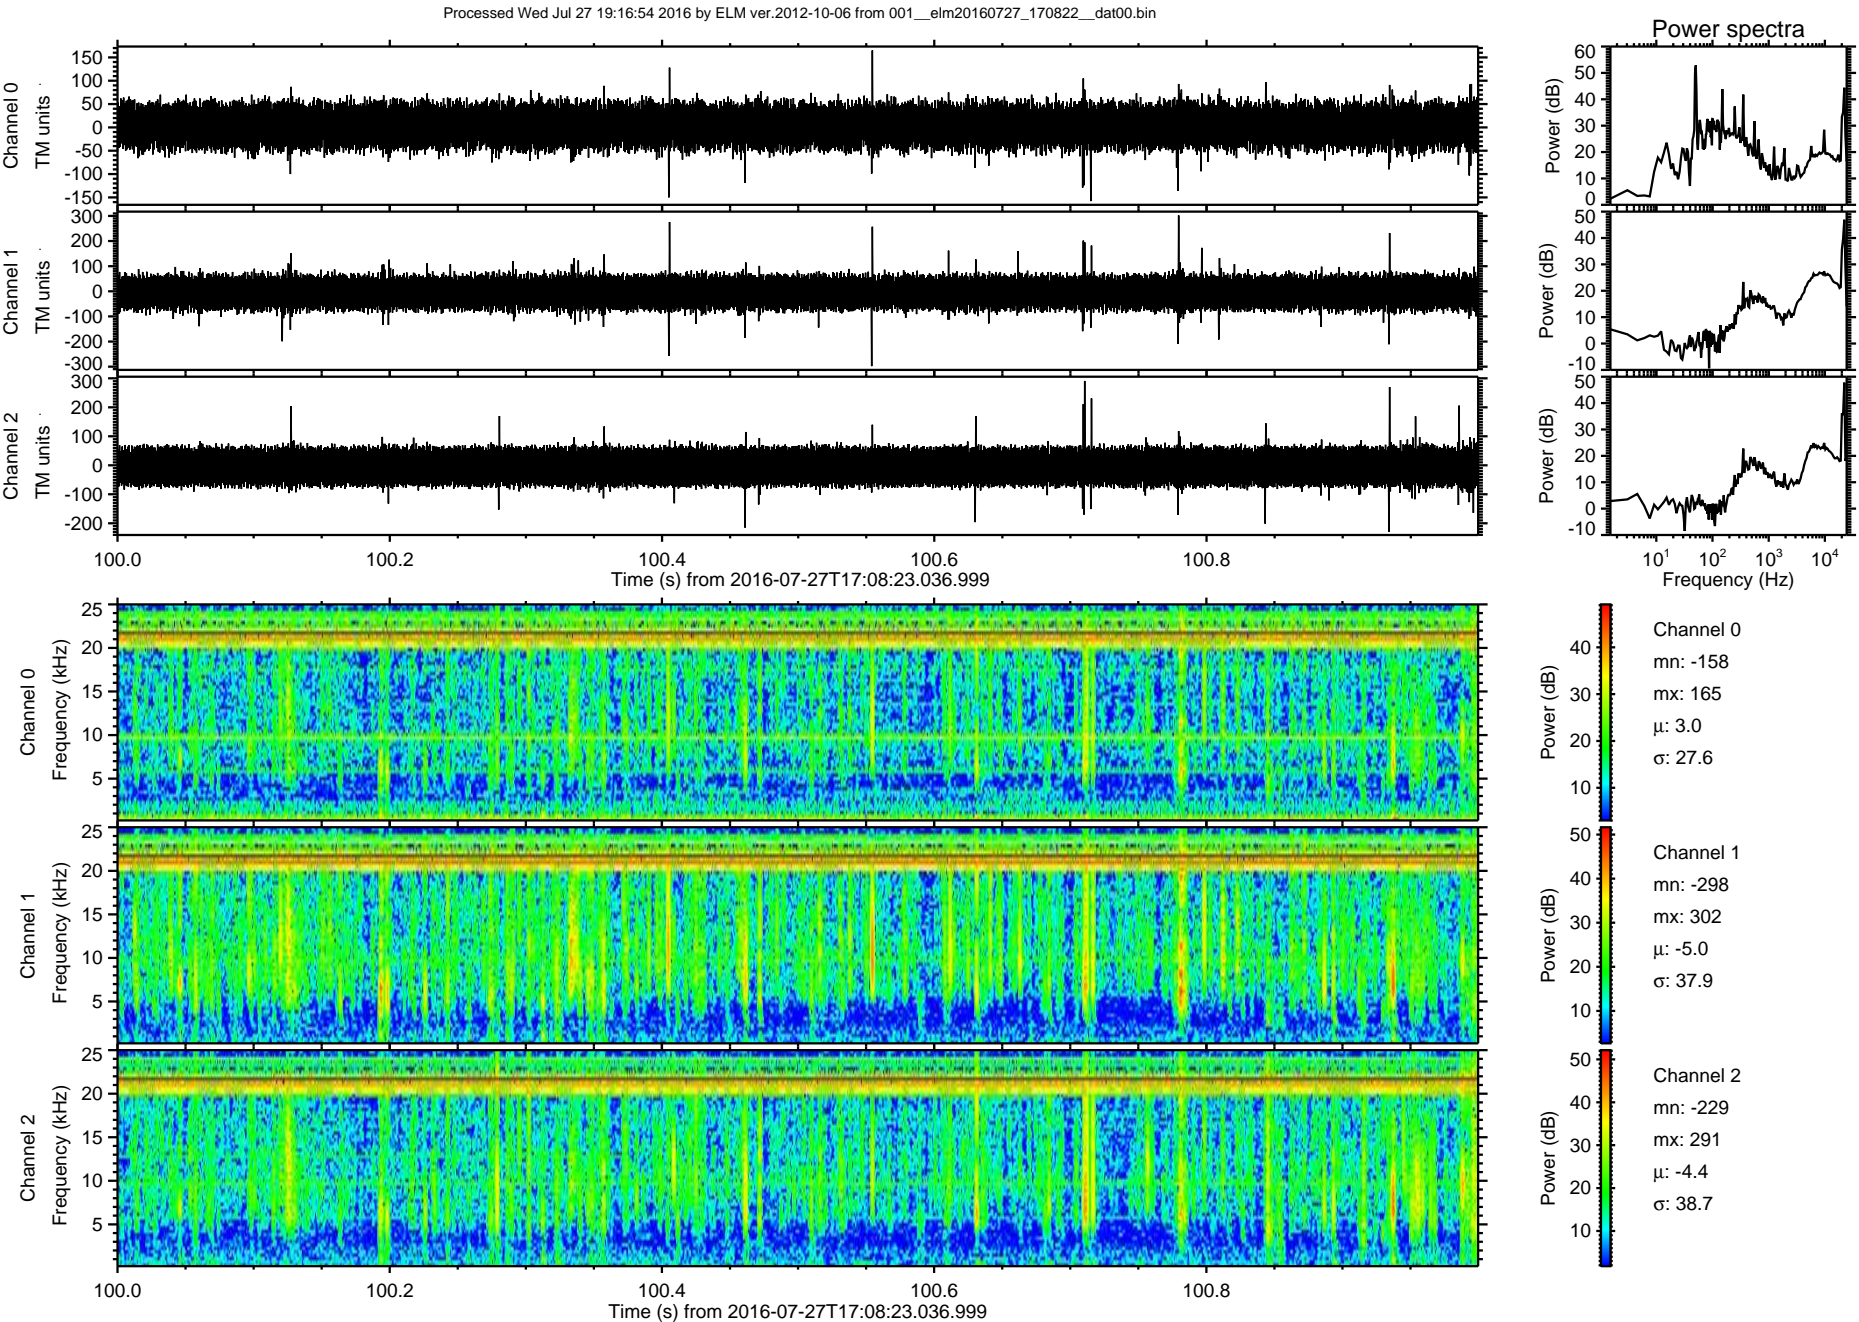 Processed Wed Jul 27 19:16:54 2016 by ELM ver.2012-10-06 from 001__elm20160727_170822__dat00.bin
Power spectra
Channel 0
TM units
150
100
50
0
-50
-100
-150
Power (dB)
60
50
40
30
20
10
0
Channel 1
TM units
300
200
100
0
-100
-200
-300
Power (dB)
50
40
30
20
10
0
-10
Channel 2
TM units
300
200
100
0
-100
-200
Power (dB)
50
40
30
20
10
0
-10
100.0 100.2 100.4 100.6 100.8
Time (s) from 2016-07-27T17:08:23.036.999
10^1 10^2 10^3 10^4
Frequency (Hz)
Channel 0
Frequency (kHz)
25
20
15
10
5
Power (dB)
40
30
20
10
Channel 0
mn: -158
mx: 165
μ: 3.0
σ: 27.6
Channel 1
Frequency (kHz)
25
20
15
10
5
Power (dB)
50
40
30
20
10
Channel 1
mn: -298
mx: 302
μ: -5.0
σ: 37.9
Channel 2
Frequency (kHz)
25
20
15
10
5
Power (dB)
50
40
30
20
10
Channel 2
mn: -229
mx: 291
μ: -4.4
σ: 38.7
100.0 100.2 100.4 100.6 100.8
Time (s) from 2016-07-27T17:08:23.036.999